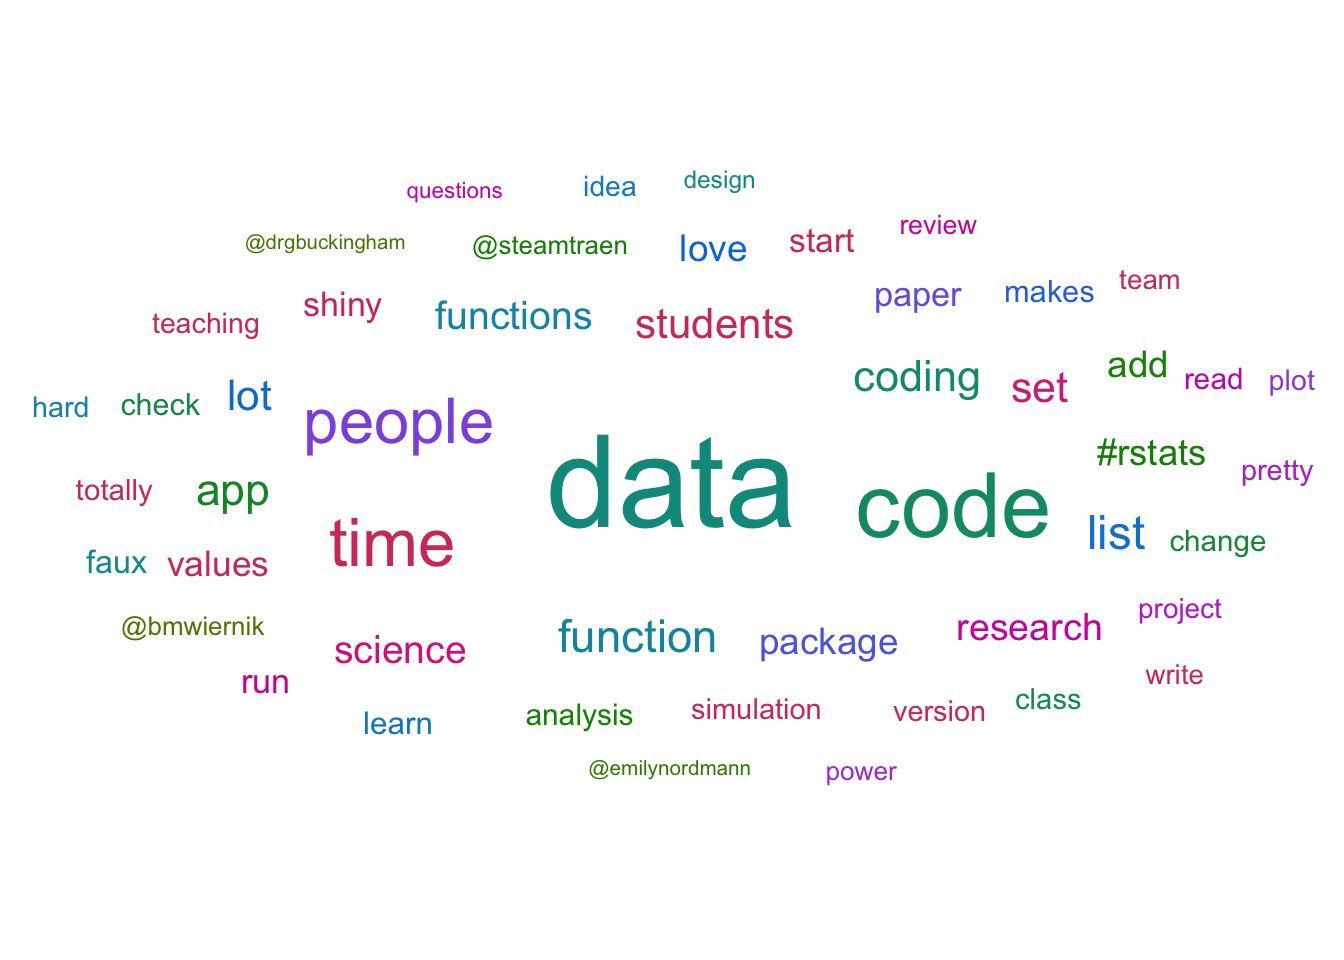 questions
idea
design
@drgbuckingham
@steamtraen
love
start
review
teaching
shiny
functions
students
paper
makes
team
hard
check
lot
people
coding
set
add
read
plot
totally
app
time
data
code
#rstats
pretty
list
change
faux
values
@bmwiernik
science
function
package
research
project
run
learn
analysis
simulation
version
class
write
@emilynordmann
power